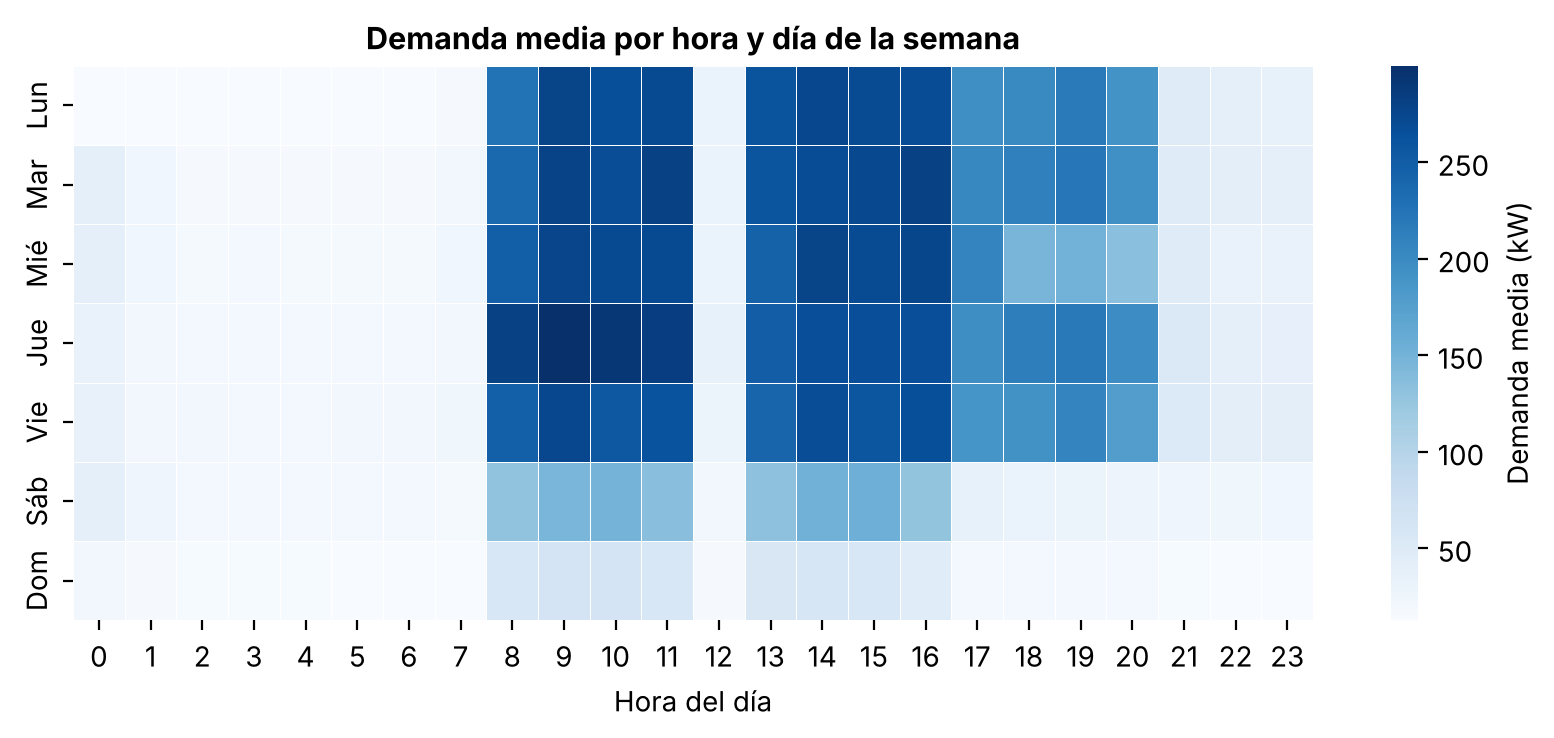 Demanda media por hora y día de la semana
Lun
Mar
Mié
Jue
Vie
Sáb
Dom
0 1 2 3 4 5 6 7 8 9 10 11 12 13 14 15 16 17 18 19 20 21 22 23
Hora del día
250
200
150
100
50
Demanda media (kW)